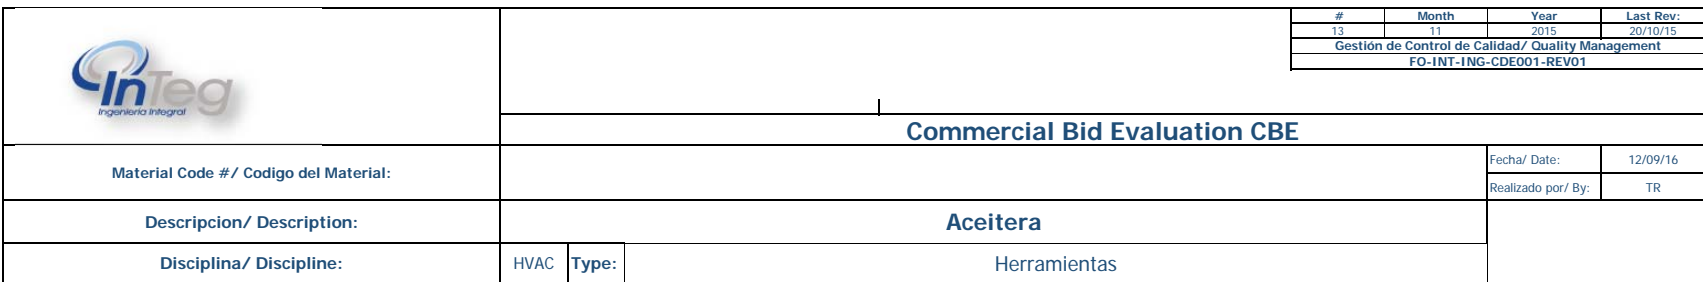 # Month Year Last Rev:
13 11 2015 20/10/15
Gestión de Control de Calidad/ Quality Management
FO-INT-ING-CDE001-REV01
InTeg
Ingeniería Integral
Commercial Bid Evaluation CBE
Material Code #/ Codigo del Material:
Fecha/ Date: 12/09/16
Realizado por/ By: TR
Descripcion/ Description: Aceitera
Disciplina/ Discipline: HVAC Type: Herramientas